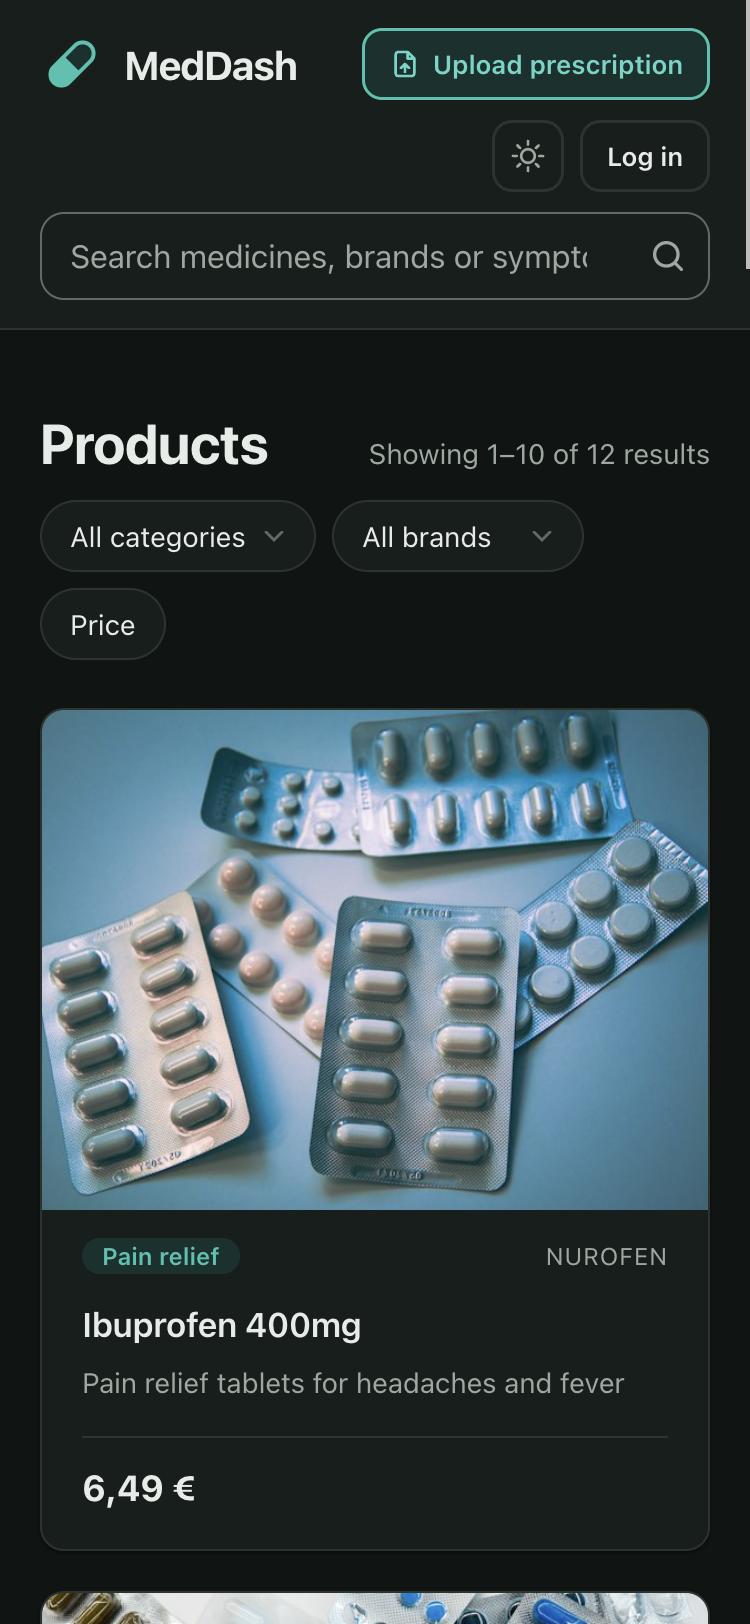 MedDash
Upload prescription
Log in
Search medicines, brands or sympto
Products
Showing 1–10 of 12 results
All categories
All brands
Price
Pain relief
NUROFEN
Ibuprofen 400mg
Pain relief tablets for headaches and fever
6,49 €